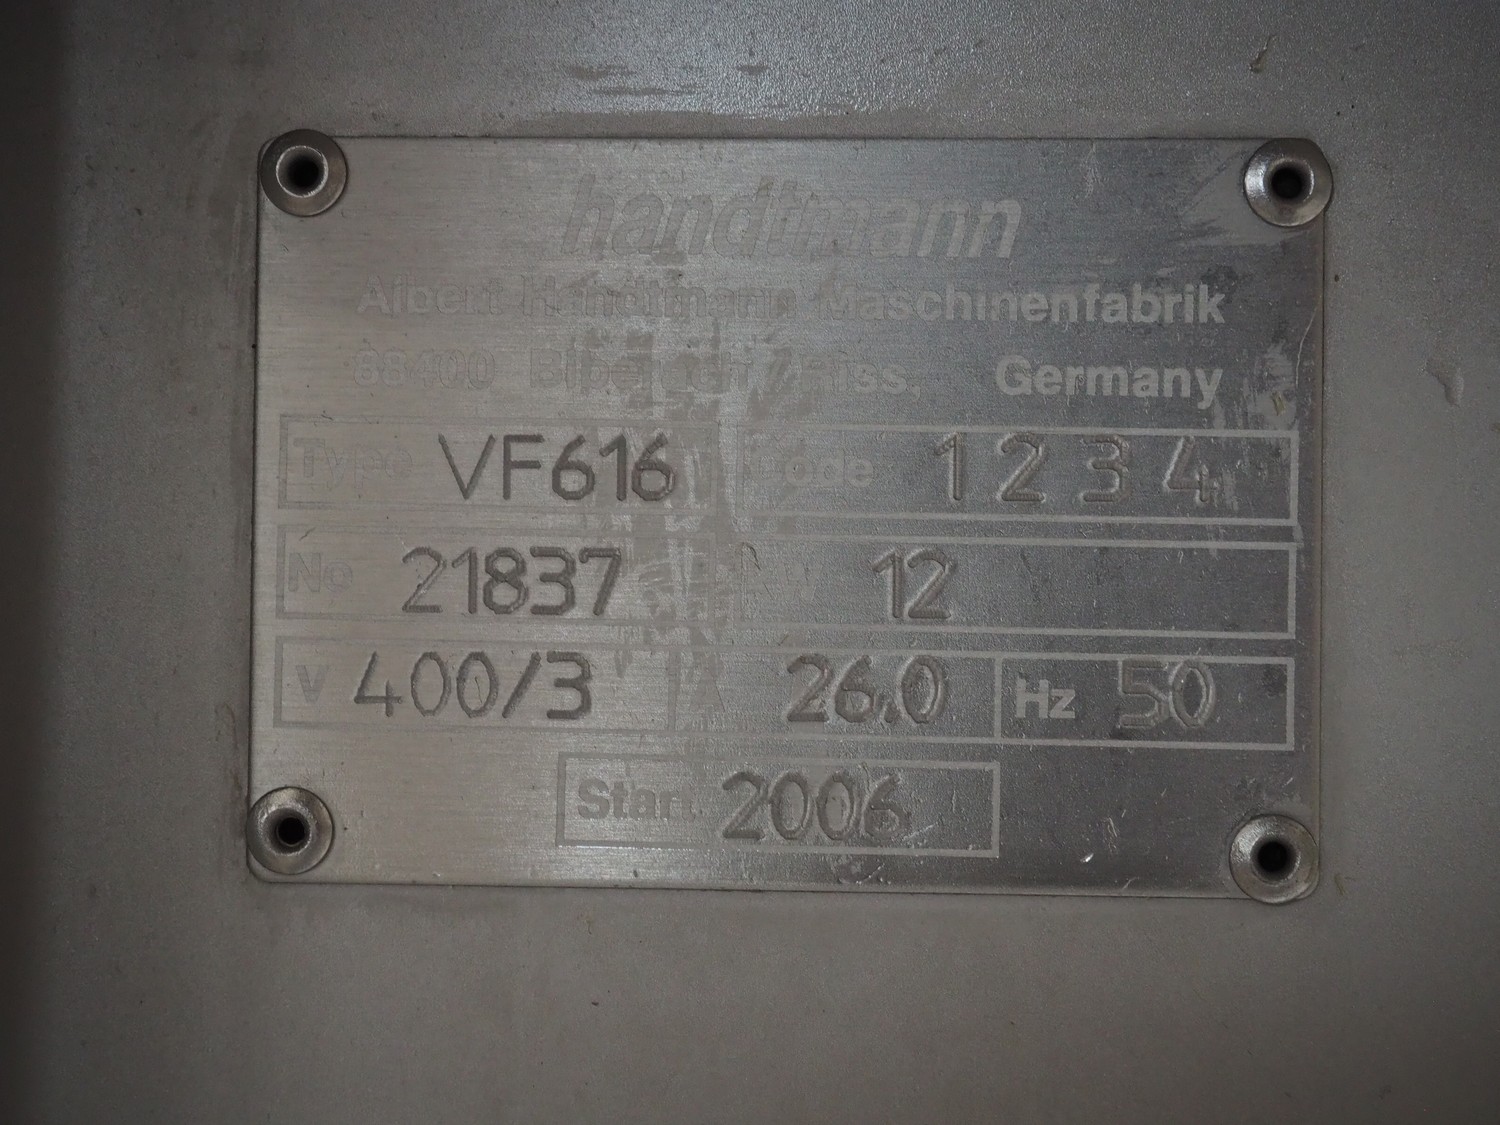 handtmann
Albert Handtmann Maschinenfabrik
88400 Biberach / Riss, Germany
Type VF616 Code 1 2 3 4
No 21837 KW 12
V 400/3 A 26.0 Hz 50
Start 2006